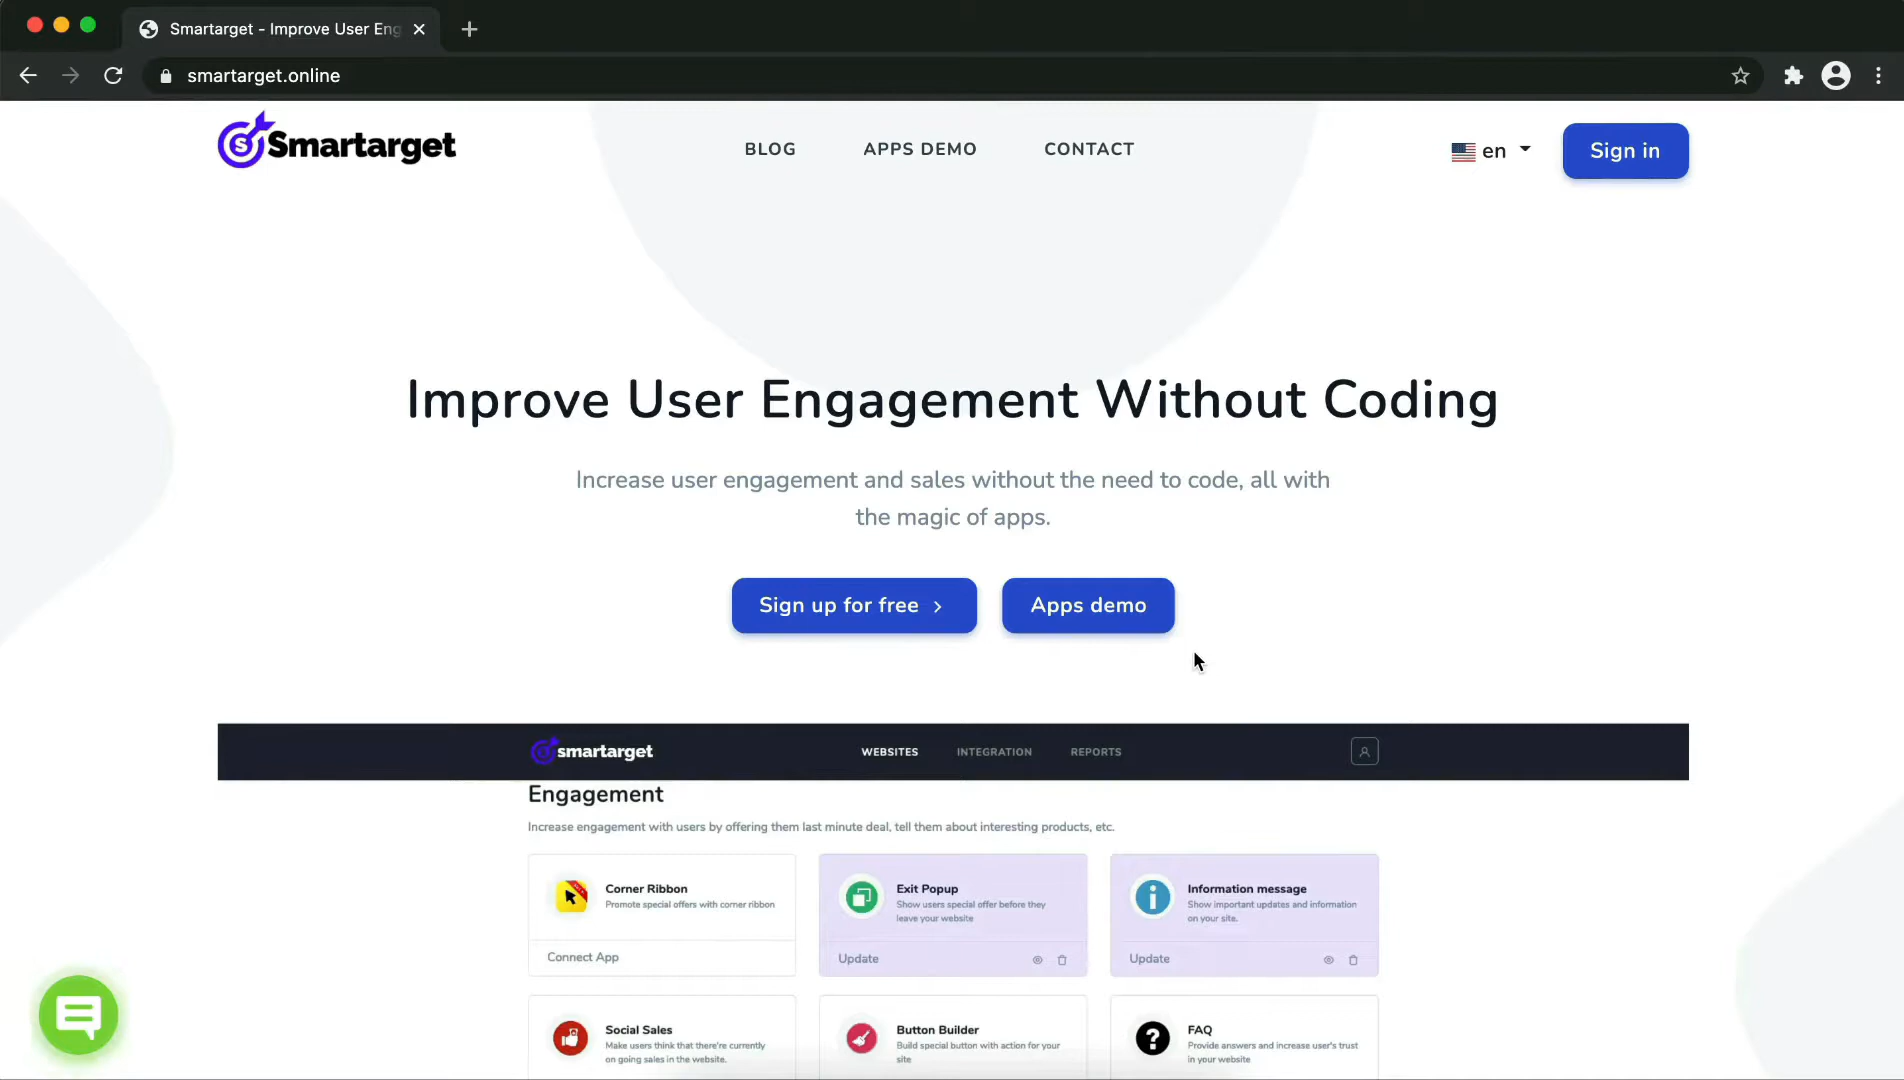 Smartarget - Improve User Eng
smartarget.online
Smartarget
BLOG
APPS DEMO
CONTACT
en
Sign in
Improve User Engagement Without Coding
Increase user engagement and sales without the need to code, all with
the magic of apps.
Sign up for free
Apps demo
smartarget
WEBSITES
INTEGRATION
REPORTS
Engagement
Increase engagement with users by offering them last minute deal, tell them about interesting products, etc.
Corner Ribbon
Promote special offers with corner ribbon
Connect App
Exit Popup
Show users special offer before they
leave your website
Update
Information message
Show important updates and information
on your site.
Update
Social Sales
Make users think that there're currently
on going sales in the website.
Button Builder
Build special button with action for your
site
FAQ
Provide answers and increase user's trust
in your website